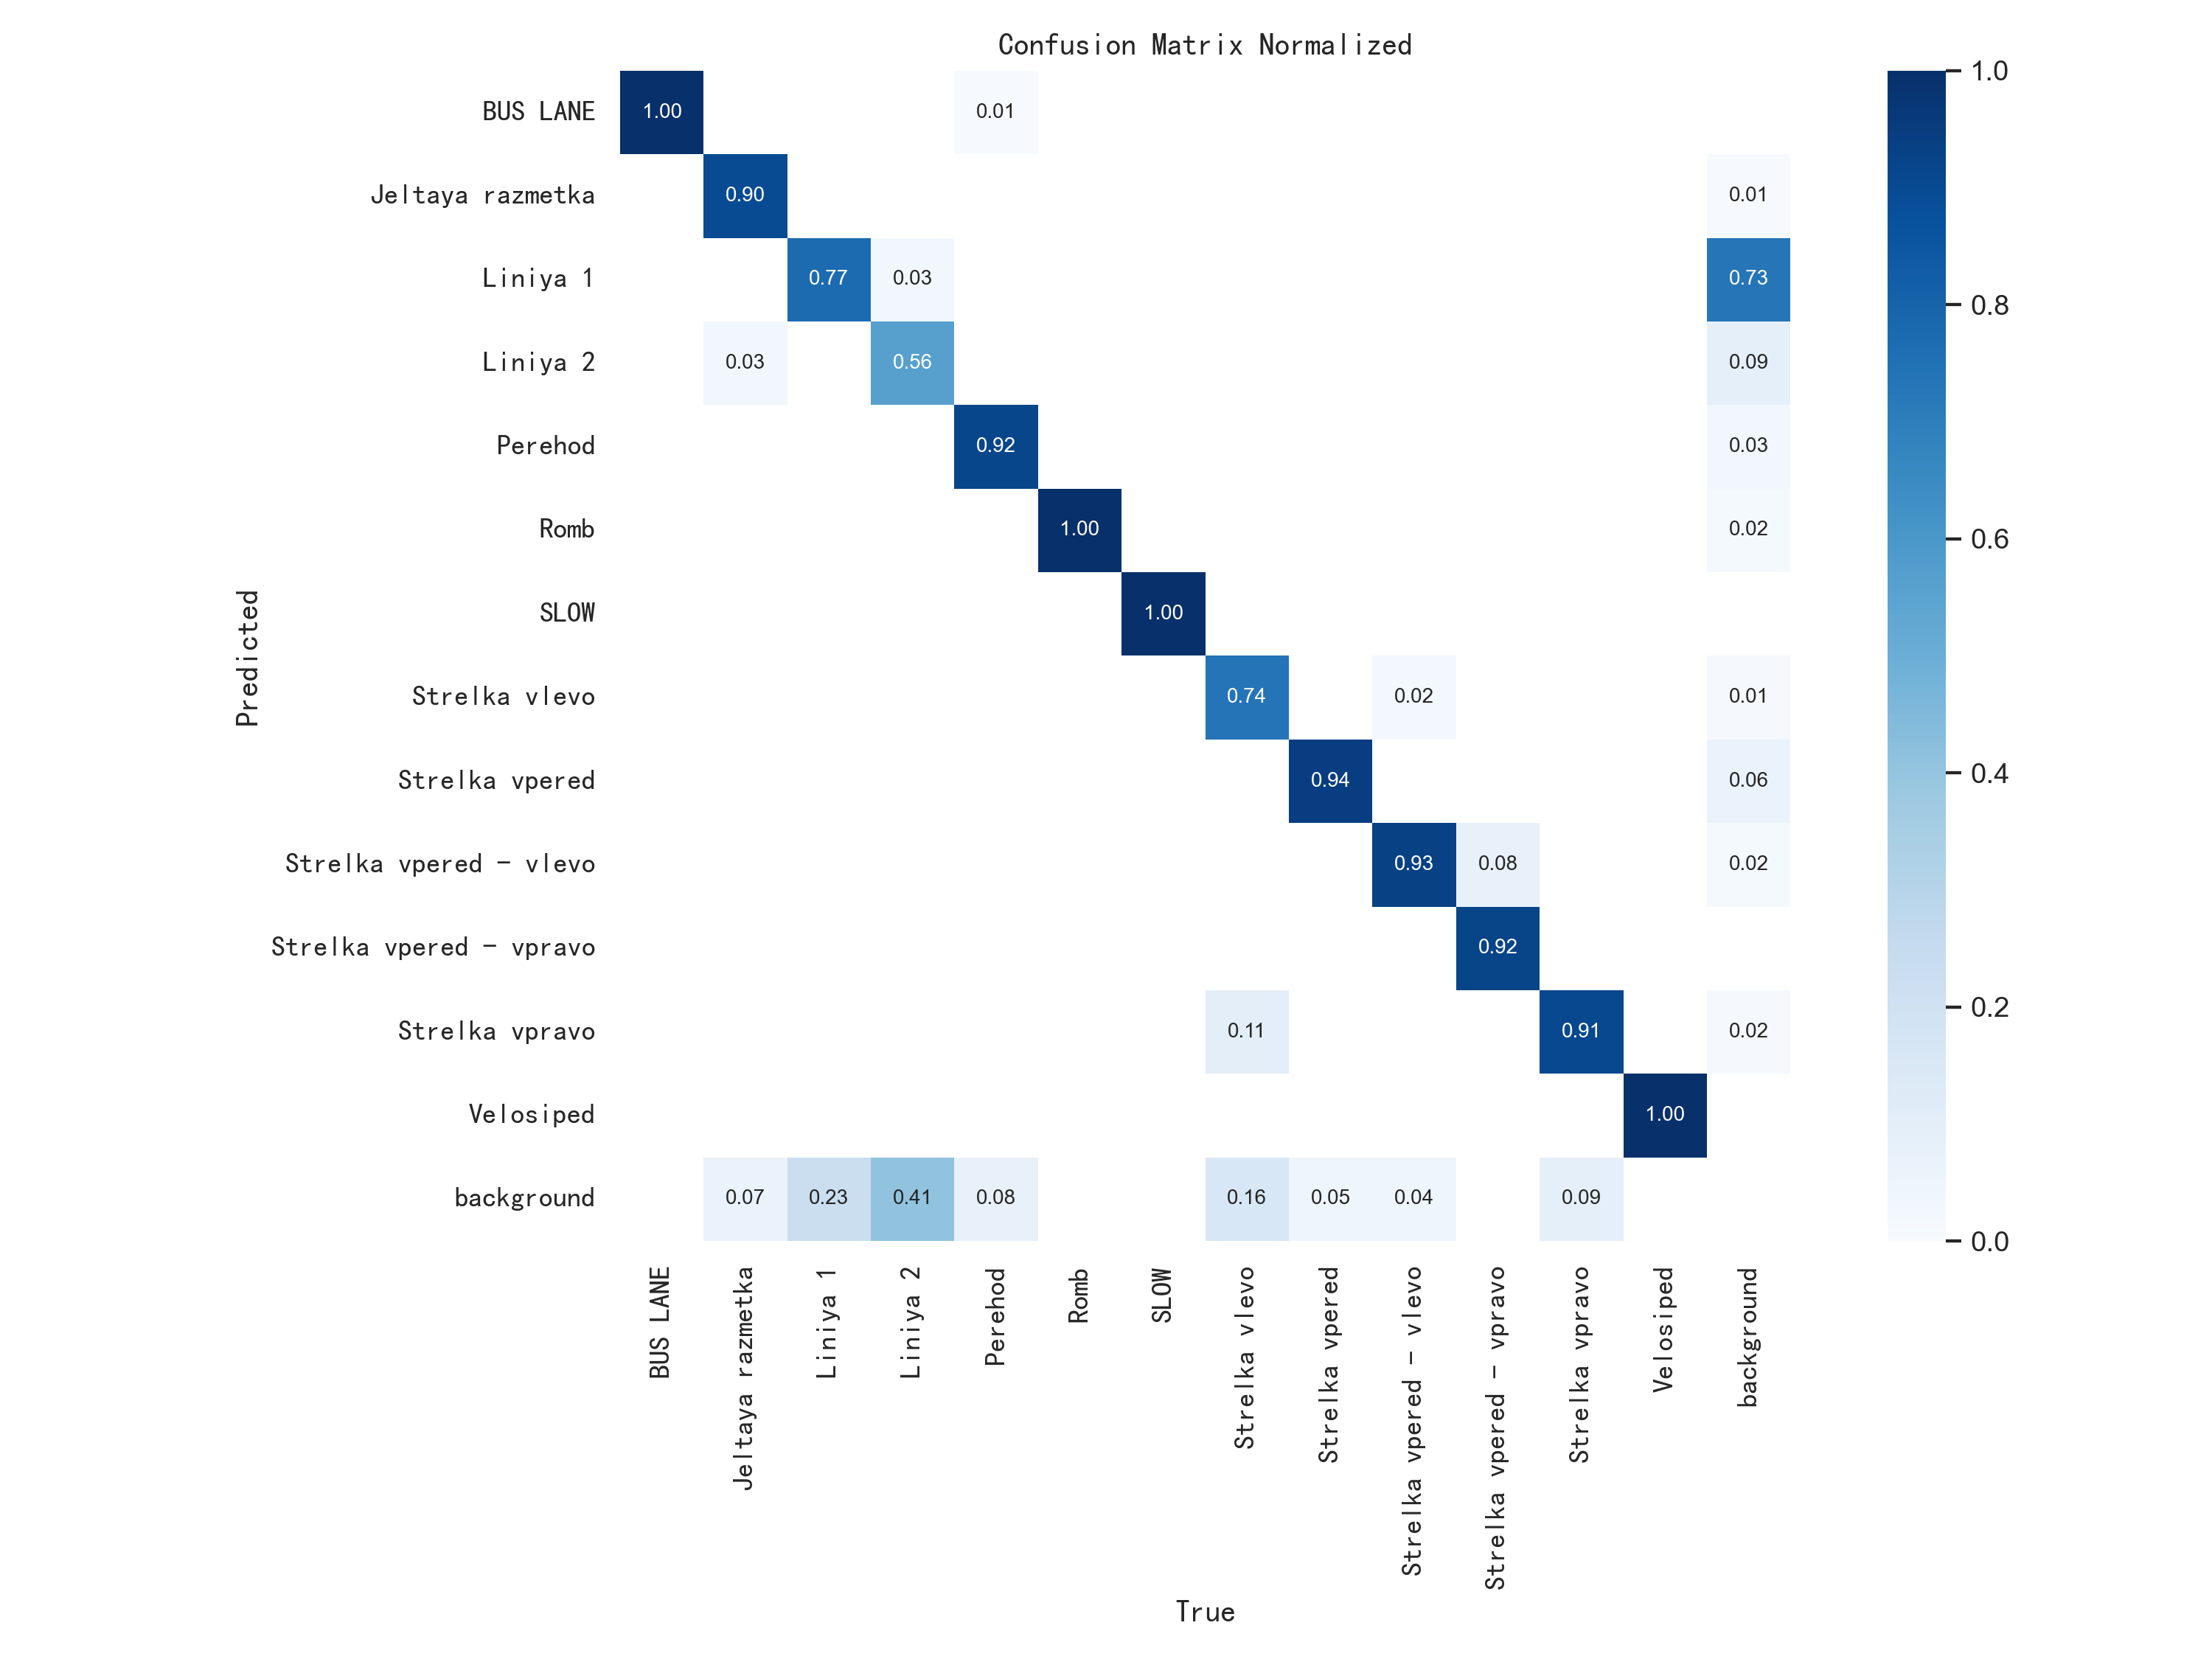 Confusion Matrix Normalized
BUS LANE 1.00 0.01
Jeltaya razmetka 0.90 0.01
Liniya 1 0.77 0.03 0.73
Liniya 2 0.03 0.56 0.09
Perehod 0.92 0.03
Romb 1.00 0.02
SLOW 1.00
Strelka vlevo 0.74 0.02 0.01
Strelka vpered 0.94 0.06
Strelka vpered - vlevo 0.93 0.08 0.02
Strelka vpered - vpravo 0.92
Strelka vpravo 0.11 0.91 0.02
Velosiped 1.00
background 0.07 0.23 0.41 0.08 0.16 0.05 0.04 0.09
Predicted
BUS LANE
Jeltaya razmetka
Liniya 1
Liniya 2
Perehod
Romb
SLOW
Strelka vlevo
Strelka vpered
Strelka vpered - vlevo
Strelka vpered - vpravo
Strelka vpravo
Velosiped
background
True
1.0
0.8
0.6
0.4
0.2
0.0